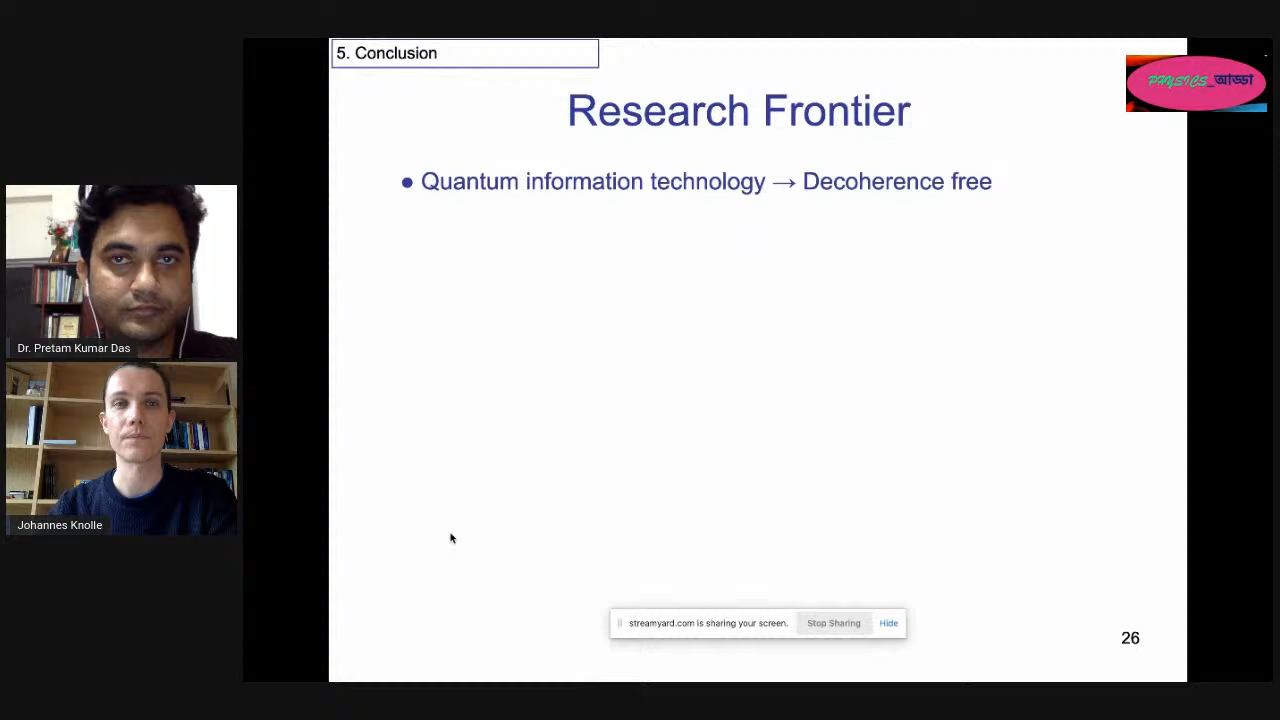 5. Conclusion
PHYSICS_আড্ডা
Research Frontier
● Quantum information technology → Decoherence free
Dr. Pretam Kumar Das
Johannes Knolle
streamyard.com is sharing your screen. Stop Sharing Hide
26